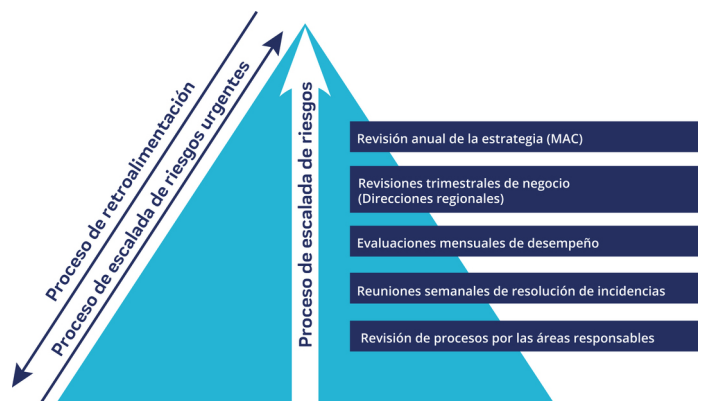 Proceso de retroalimentación
Proceso de escalada de riesgos urgentes
Proceso de escalada de riesgos
Revisión anual de la estrategia (MAC)
Revisiones trimestrales de negocio
(Direcciones regionales)
Evaluaciones mensuales de desempeño
Reuniones semanales de resolución de incidencias
Revisión de procesos por las áreas responsables